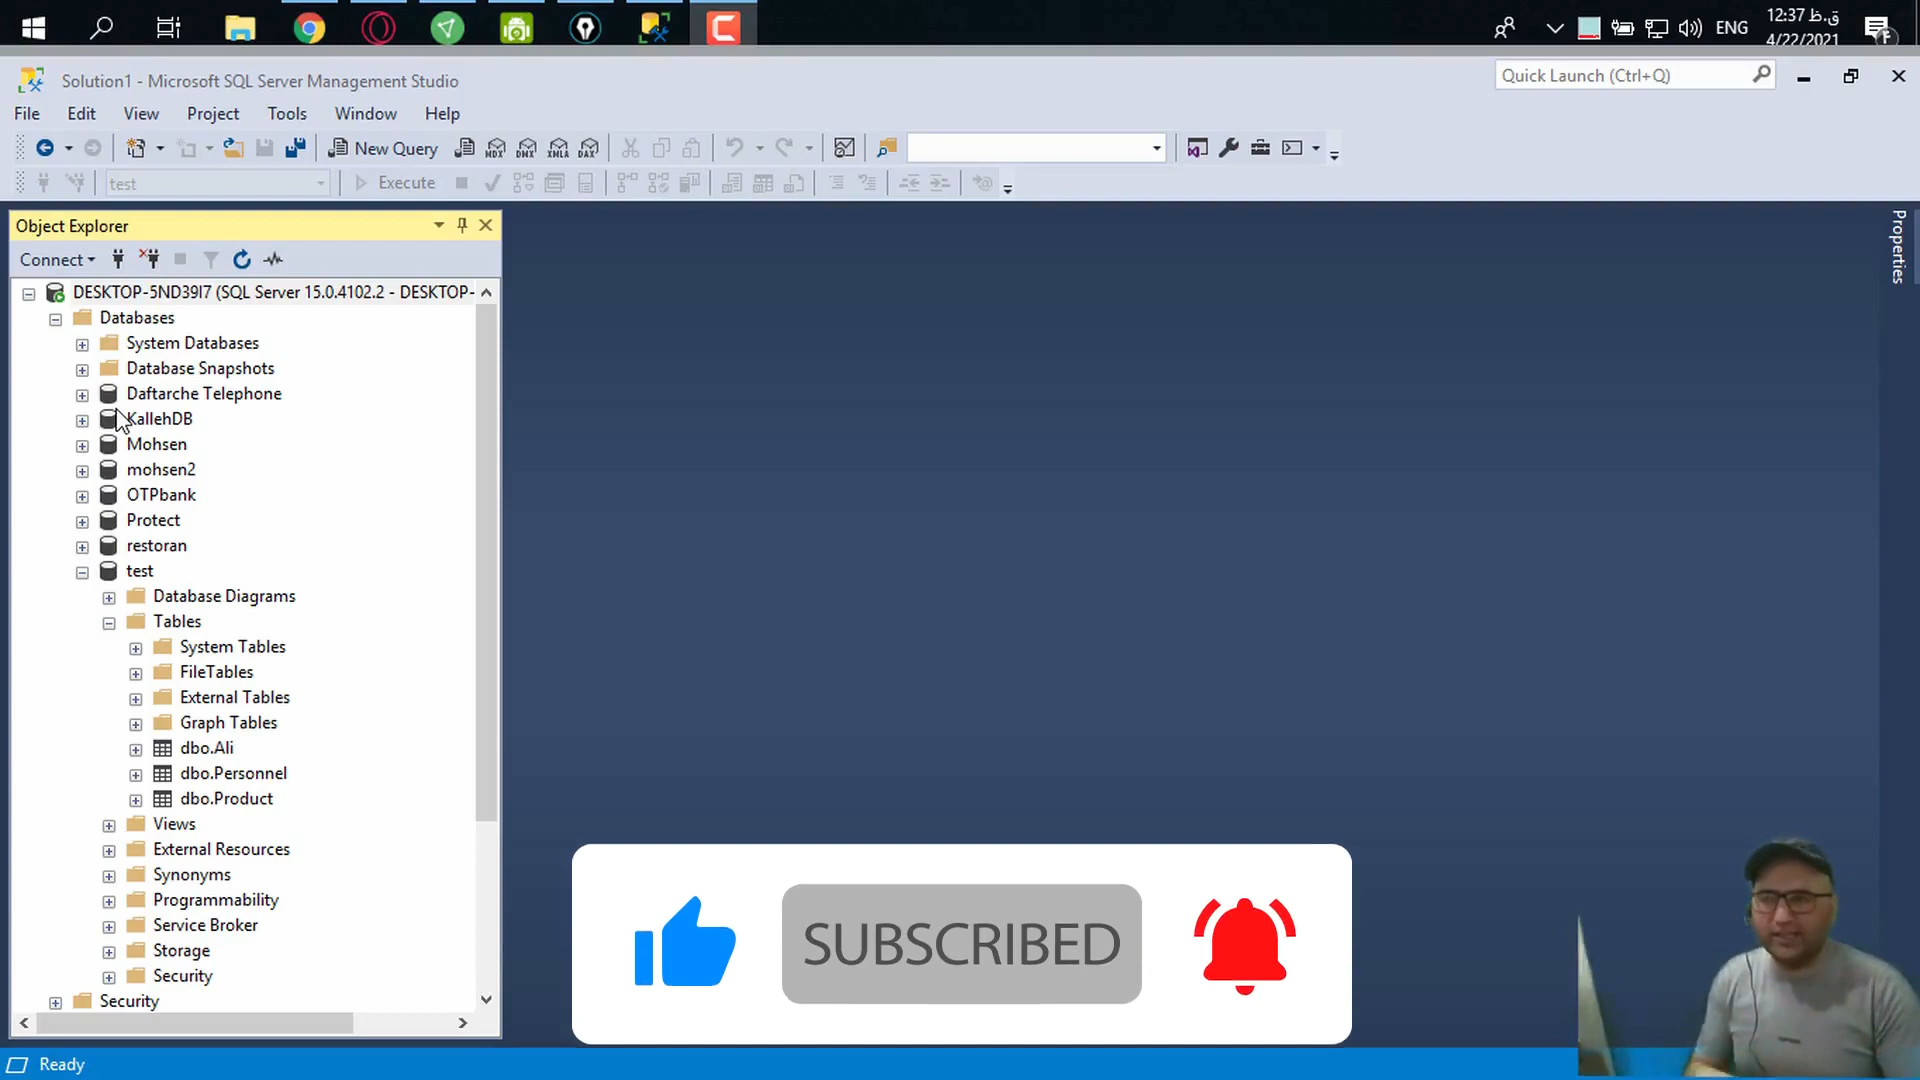 ق.ظ 12:37
ENG
4/22/2021
Solution1 - Microsoft SQL Server Management Studio
Quick Launch (Ctrl+Q)
File Edit View Project Tools Window Help
New Query
MDX DMX XMLA DAX
test
Execute
Object Explorer
Properties
Connect
DESKTOP-5ND39I7 (SQL Server 15.0.4102.2 - DESKTOP-
Databases
System Databases
Database Snapshots
Daftarche Telephone
KallehDB
Mohsen
mohsen2
OTPbank
Protect
restoran
test
Database Diagrams
Tables
System Tables
FileTables
External Tables
Graph Tables
dbo.Ali
dbo.Personnel
dbo.Product
Views
External Resources
Synonyms
Programmability
Service Broker
Storage
Security
Security
SUBSCRIBED
Ready